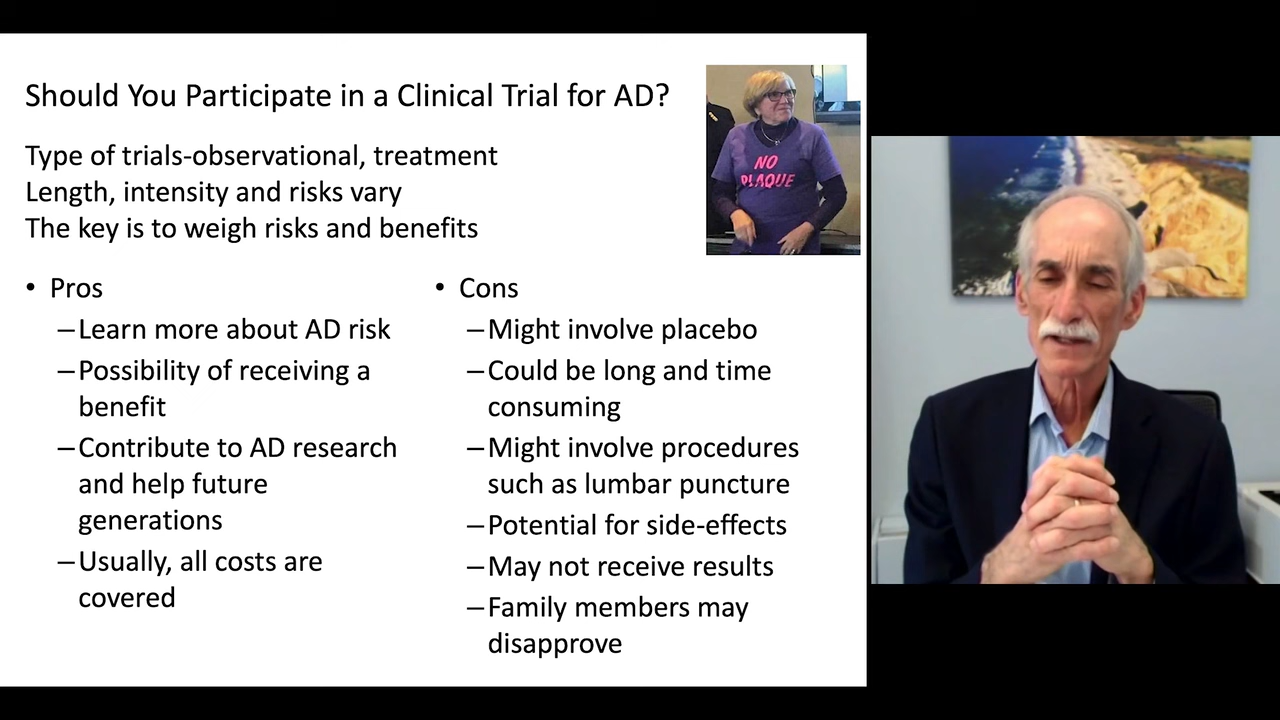 Should You Participate in a Clinical Trial for AD?
Type of trials-observational, treatment
Length, intensity and risks vary
The key is to weigh risks and benefits
NO
PLAQUE
• Pros
–Learn more about AD risk
–Possibility of receiving a
benefit
–Contribute to AD research
and help future
generations
–Usually, all costs are
covered
• Cons
–Might involve placebo
–Could be long and time
consuming
–Might involve procedures
such as lumbar puncture
–Potential for side-effects
–May not receive results
–Family members may
disapprove